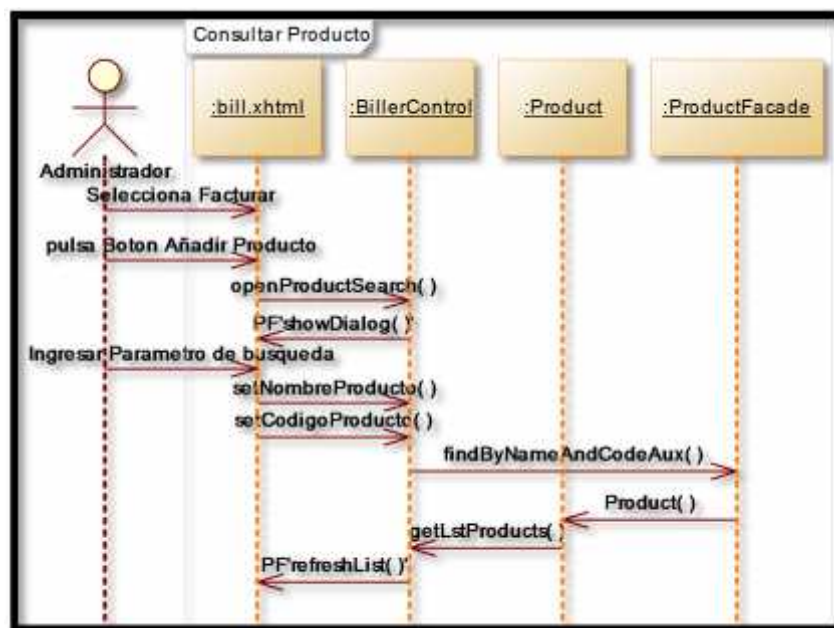 Consultar Producto
:bill.xhtml
:BillerControl
:Product
:ProductFacade
Administrador
Selecciona Facturar
pulsa Boton Añadir Producto
openProductSearch( )
PF'showDialog( )'
Ingresar Parametro de busqueda
setNombreProducto( )
setCodigoProducto( )
findByNameAndCodeAux( )
Product( )
getLstProducts( )
PF'refreshList( )'